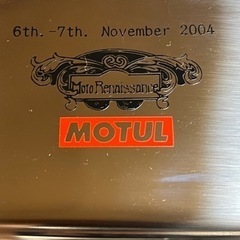 6th.-7th. November 2004
Moto Renaissance
MOTUL